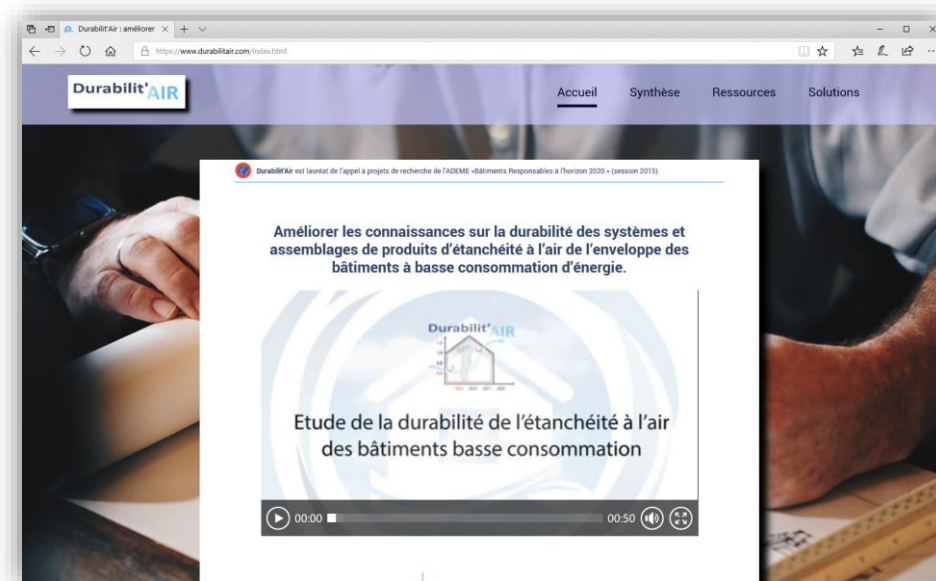 Durabilit'Air : améliorer
https://www.durabilitair.com/index.html
Durabilit'AIR
Accueil Synthèse Ressources Solutions
Durabilit'Air est lauréat de l'appel à projets de recherche de l'ADEME «Bâtiments Responsables à l'horizon 2020 » (session 2015)
Améliorer les connaissances sur la durabilité des systèmes et
assemblages de produits d'étanchéité à l'air de l'enveloppe des
bâtiments à basse consommation d'énergie.
Durabilit'AIR
Etude de la durabilité de l'étanchéité à l'air
des bâtiments basse consommation
00:00 00:50